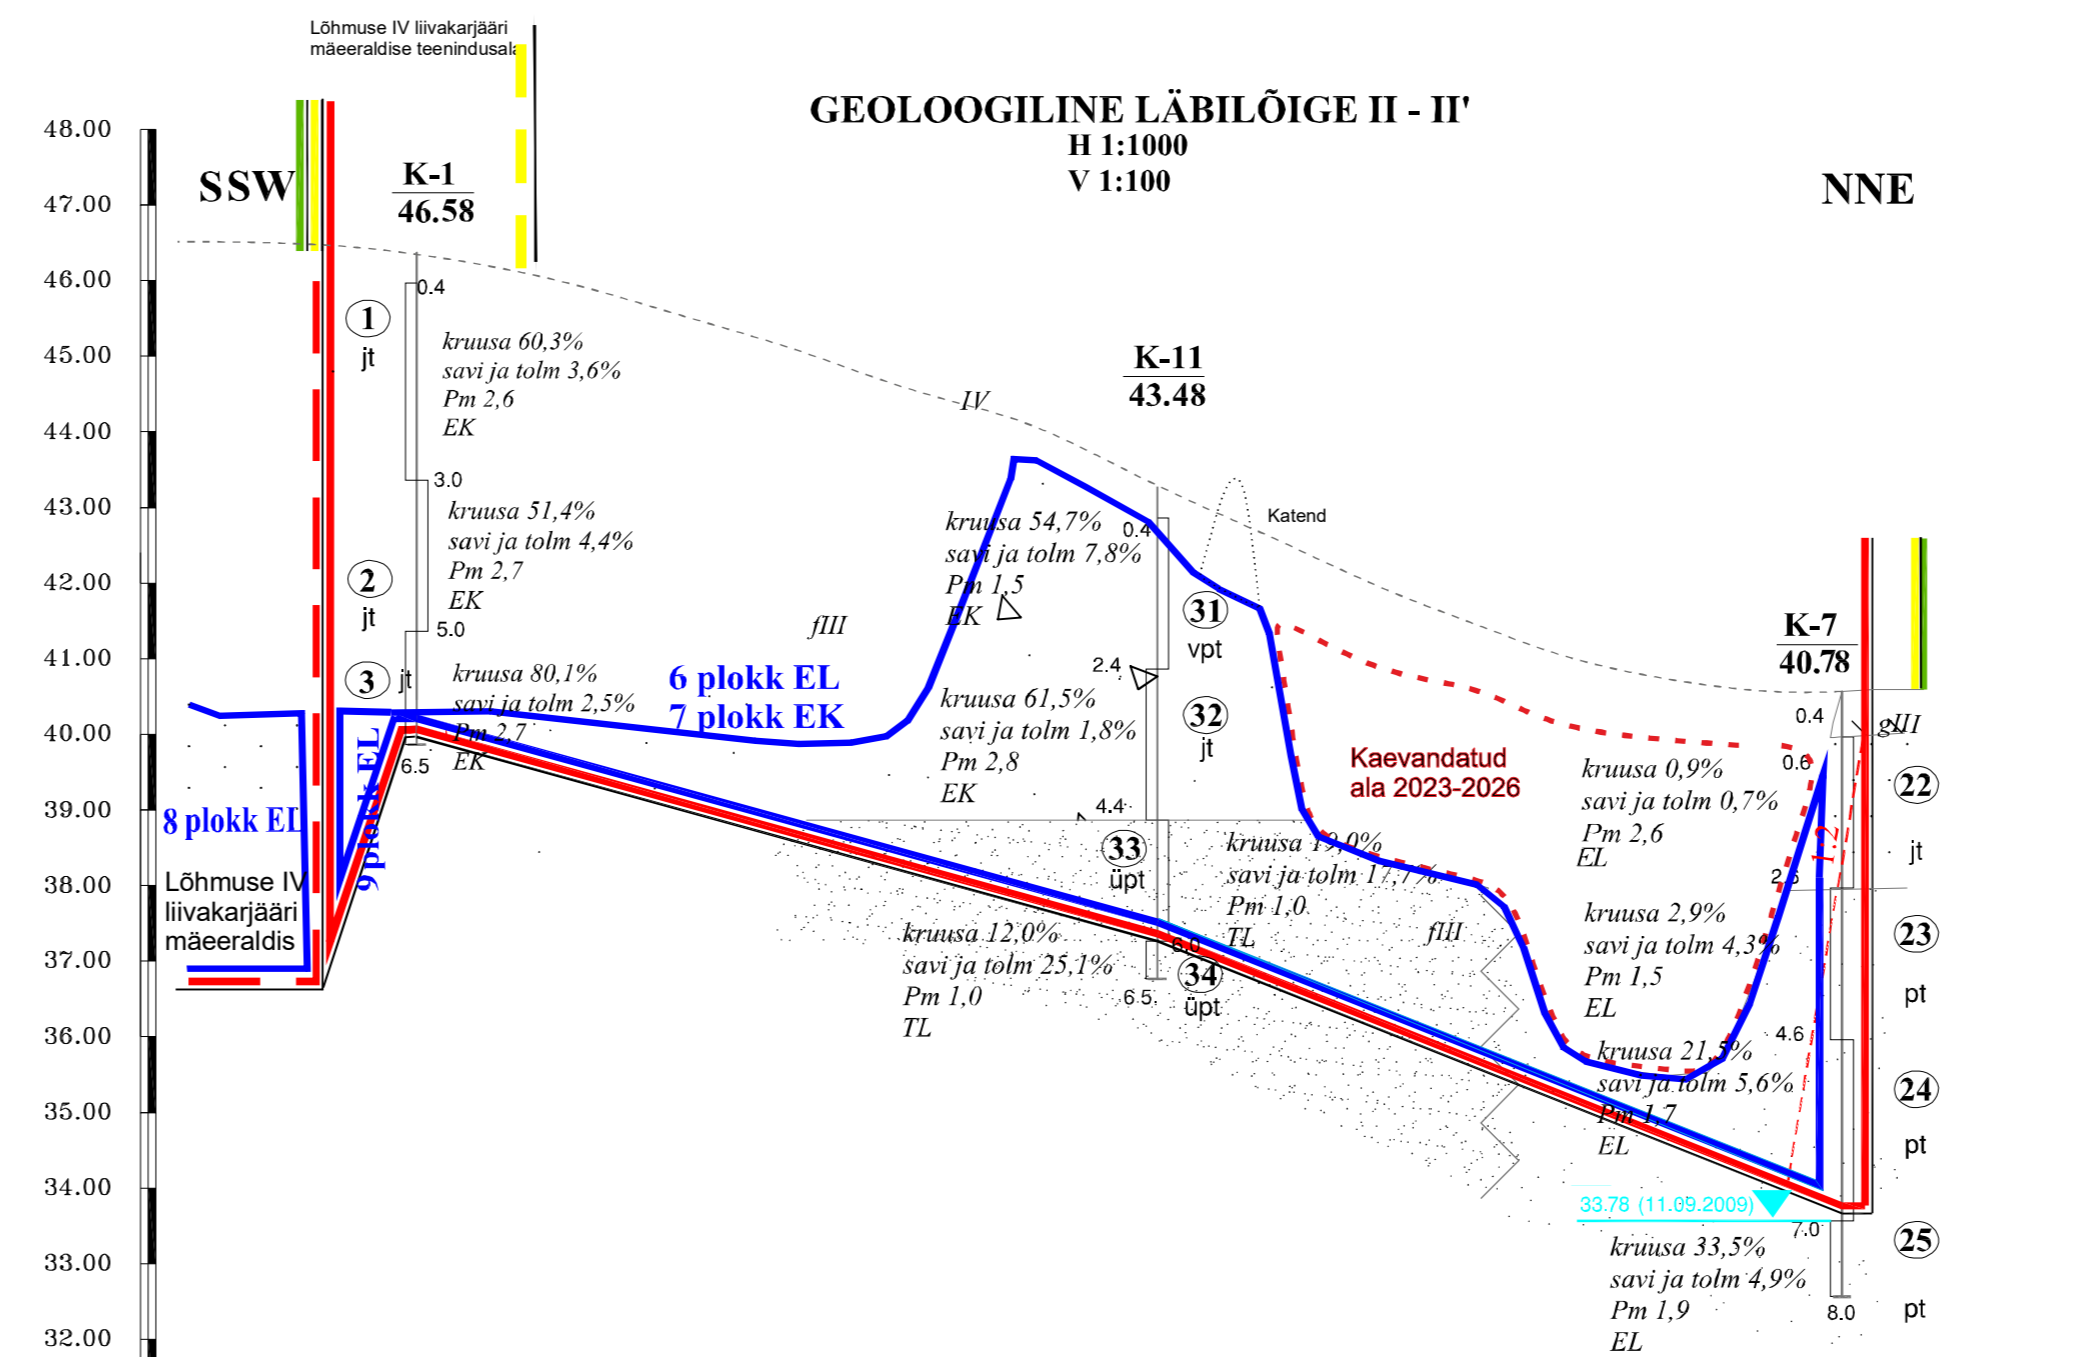 Lõhmuse IV liivakarjääri
mäeeraldise teenindusala
GEOLOOGILINE LÄBILÕIGE II - II'
H 1:1000
V 1:100
SSW
NNE
48.00
47.00
46.00
45.00
44.00
43.00
42.00
41.00
40.00
39.00
38.00
37.00
36.00
35.00
34.00
33.00
32.00
K-1
46.58
0.4
1
jt
kruusa 60,3%
savi ja tolm 3,6%
Pm 2,6
EK
3.0
kruusa 51,4%
savi ja tolm 4,4%
Pm 2,7
EK
2
jt
5.0
3 jt
kruusa 80,1%
savi ja tolm 2,5%
Pm 2,7
EK
6.5
8 plokk EL
9 plokk EL
Lõhmuse IV
liivakarjääri
mäeeraldis
6 plokk EL
7 plokk EK
fIII
IV
K-11
43.48
Katend
0.4
kruusa 54,7%
savi ja tolm 7,8%
Pm 1,5
EK
31
vpt
2.4
kruusa 61,5%
savi ja tolm 1,8%
Pm 2,8
EK
32
jt
4.4
33
üpt
kruusa 19,0%
savi ja tolm 17,7%
Pm 1,0
TL
6.0
kruusa 12,0%
savi ja tolm 25,1%
Pm 1,0
TL
34
üpt
6.5
fIII
Kaevandatud
ala 2023-2026
K-7
40.78
0.4
gIII
0.6
kruusa 0,9%
savi ja tolm 0,7%
Pm 2,6
EL
22
jt
2.6
kruusa 2,9%
savi ja tolm 4,3%
Pm 1,5
EL
23
pt
4.6
kruusa 21,5%
savi ja tolm 5,6%
Pm 1,7
EL
24
pt
33.78 (11.09.2009)
7.0
kruusa 33,5%
savi ja tolm 4,9%
Pm 1,9
EL
25
pt
8.0